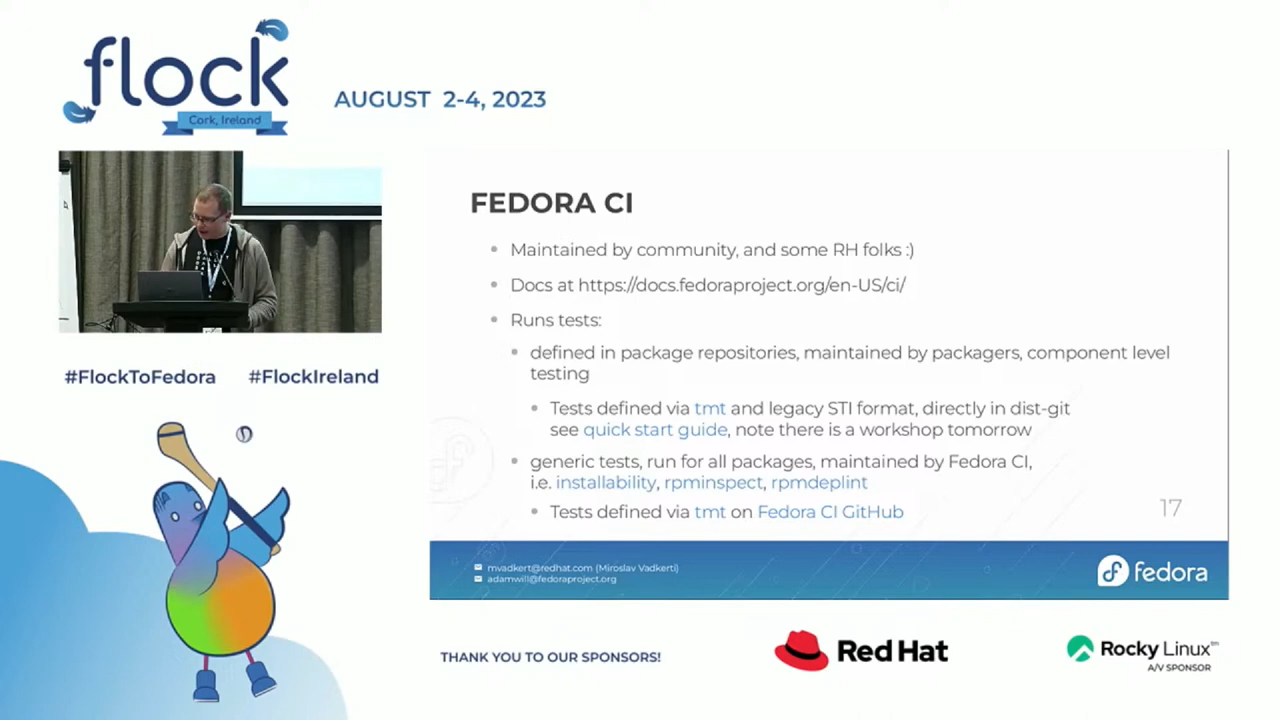 flock
Cork, Ireland
AUGUST 2-4, 2023
#FlockToFedora #FlockIreland
FEDORA CI
Maintained by community, and some RH folks :)
Docs at https://docs.fedoraproject.org/en-US/ci/
Runs tests:
defined in package repositories, maintained by packagers, component level
testing
Tests defined via tmt and legacy STI format, directly in dist-git
see quick start guide, note there is a workshop tomorrow
generic tests, run for all packages, maintained by Fedora CI,
i.e. installability, rpminspect, rpmdeplint
Tests defined via tmt on Fedora CI GitHub
17
mvadkert@redhat.com (Miroslav Vadkerti)
adamwill@fedoraproject.org
fedora
THANK YOU TO OUR SPONSORS!
Red Hat
Rocky Linux™
A/V SPONSOR